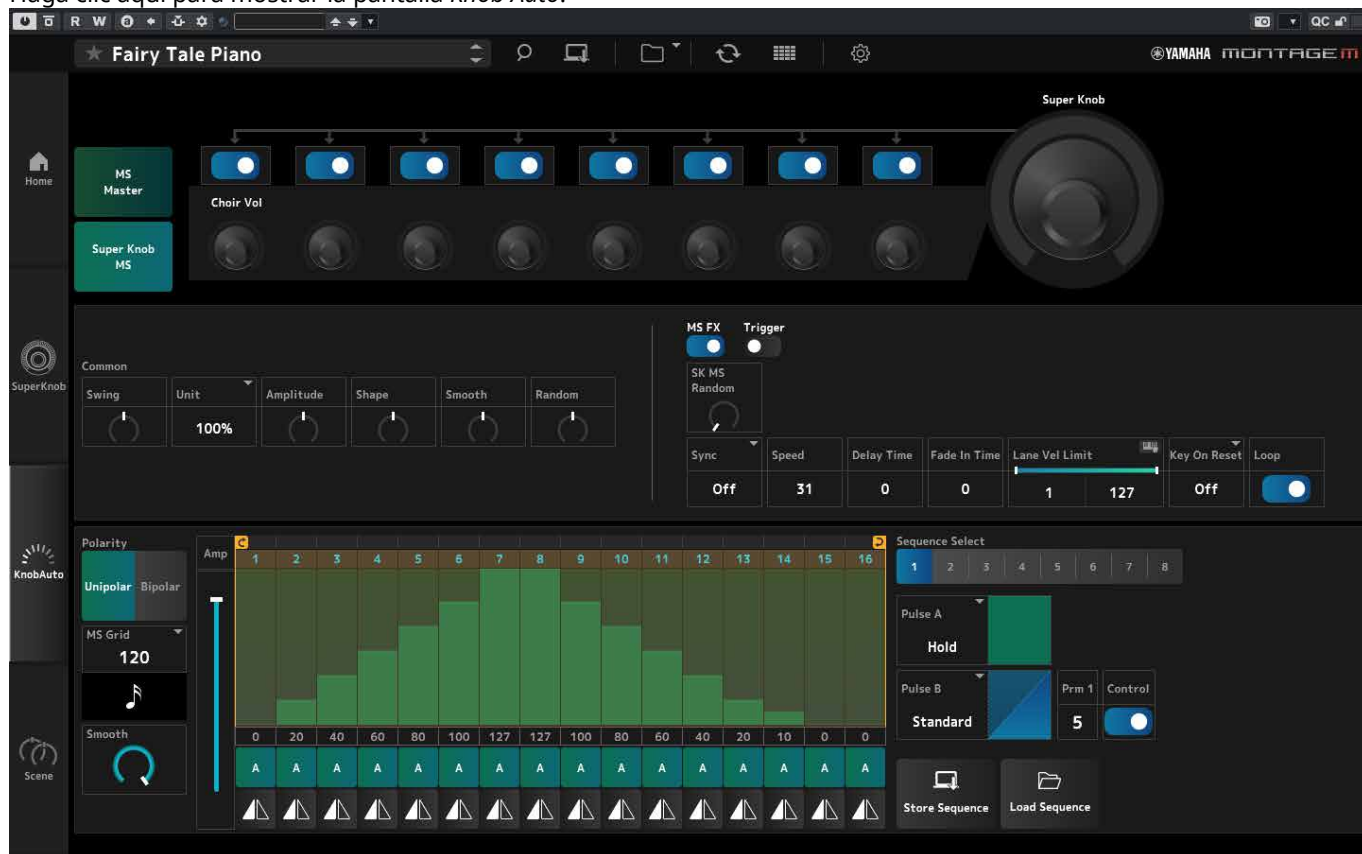 Haga clic aquí para mostrar la pantalla Knob Auto.
R W QC
Fairy Tale Piano YAMAHA MONTAGE M
Super Knob
Home
MS Master
Choir Vol
Super Knob MS
SuperKnob
MS FX Trigger
Common
Swing Unit Amplitude Shape Smooth Random
100%
SK MS Random
Sync Speed Delay Time Fade In Time Lane Vel Limit Key On Reset Loop
Off 31 0 0 1 127 Off
KnobAuto
Polarity
Unipolar Bipolar
MS Grid
120
Smooth
Amp
1 2 3 4 5 6 7 8 9 10 11 12 13 14 15 16
0 20 40 60 80 100 127 127 100 80 60 40 20 10 0 0
A A A A A A A A A A A A A A A A
Sequence Select
1 2 3 4 5 6 7 8
Pulse A
Hold
Pulse B Prm 1 Control
Standard 5
Store Sequence Load Sequence
Scene